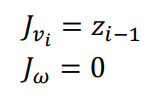 J_{v_i} = z_{i−1}
J_ω = 0